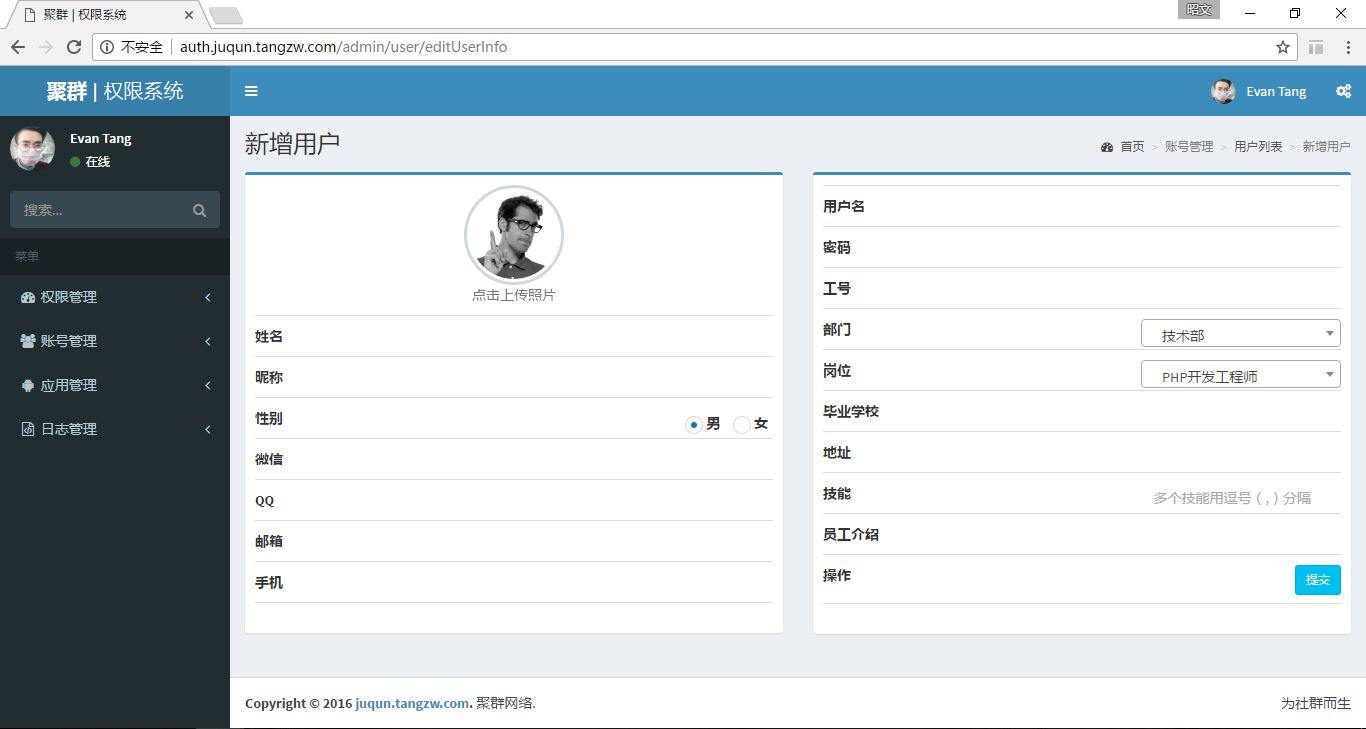 聚群 | 权限系统
昭文
不安全 auth.juqun.tangzw.com/admin/user/editUserInfo
聚群 | 权限系统
Evan Tang
Evan Tang
在线
搜索...
菜单
权限管理
账号管理
应用管理
日志管理
新增用户
首页 > 账号管理 > 用户列表 > 新增用户
点击上传照片
姓名
昵称
性别 男 女
微信
QQ
邮箱
手机
用户名
密码
工号
部门 技术部
岗位 PHP开发工程师
毕业学校
地址
技能 多个技能用逗号 ( , ) 分隔
员工介绍
操作 提交
Copyright © 2016 juqun.tangzw.com. 聚群网络.
为社群而生